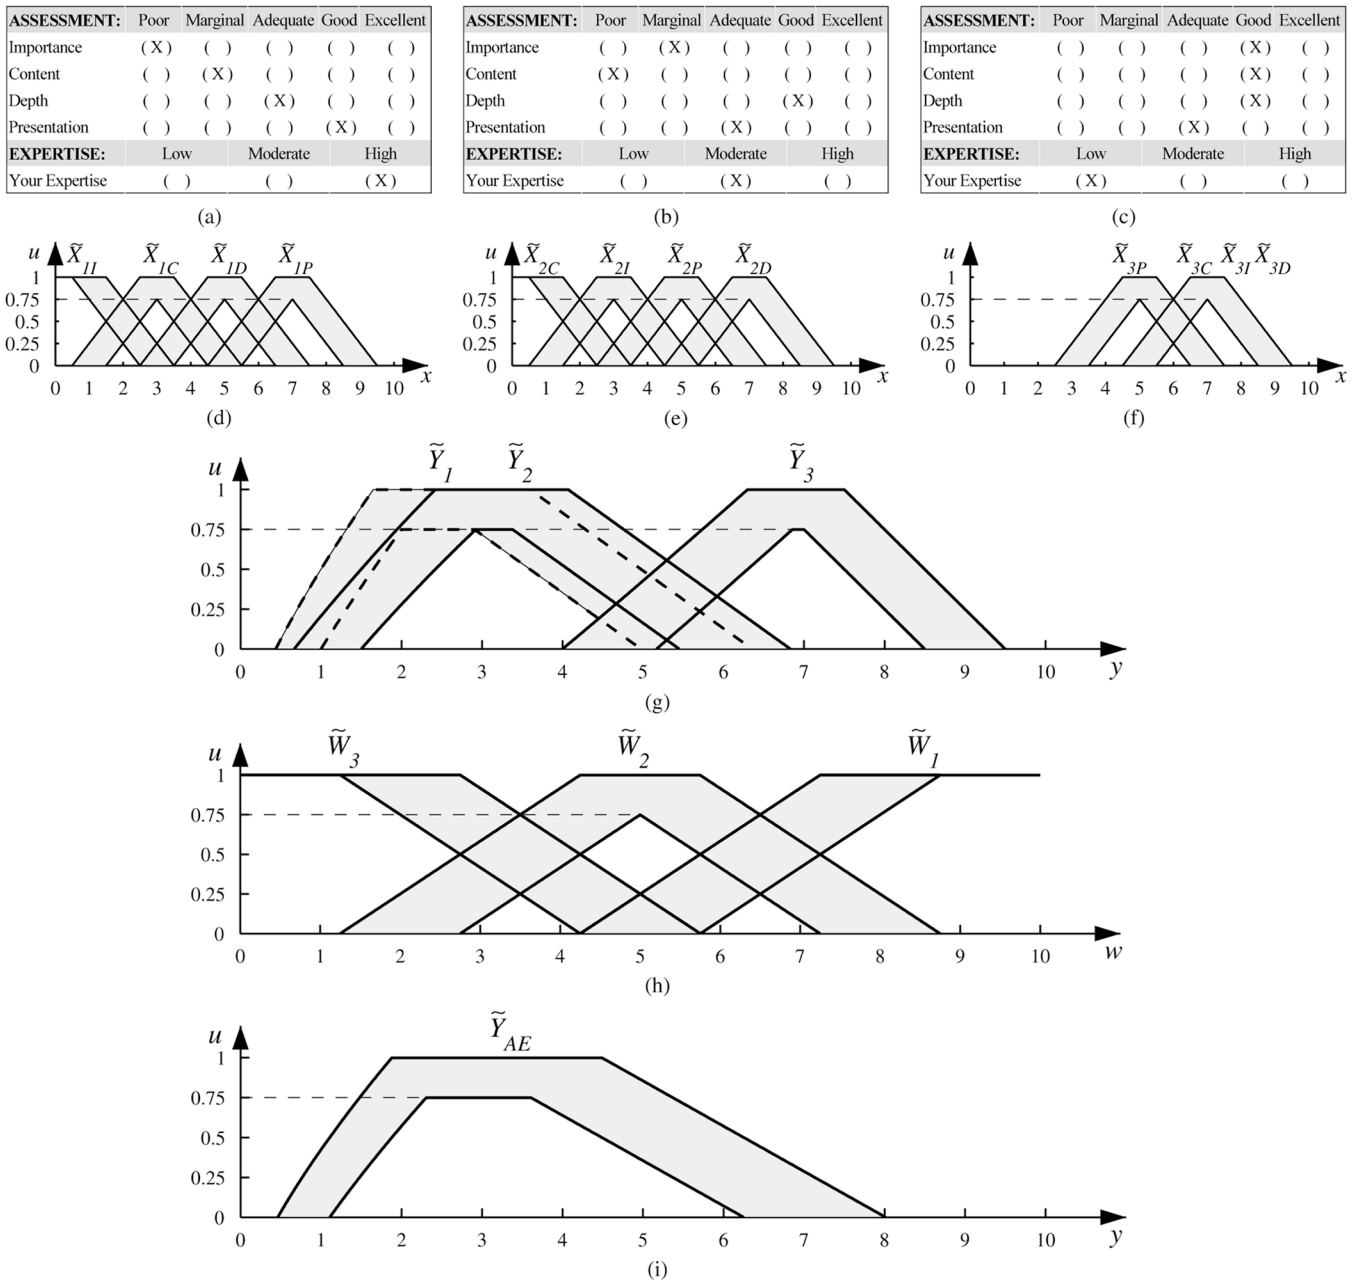 ASSESSMENT: Poor Marginal Adequate Good Excellent
Importance (X) ( ) ( ) ( ) ( )
Content ( ) (X) ( ) ( ) ( )
Depth ( ) ( ) (X) ( ) ( )
Presentation ( ) ( ) ( ) (X) ( )
EXPERTISE: Low Moderate High
Your Expertise ( ) ( ) (X)
(a)
ASSESSMENT: Poor Marginal Adequate Good Excellent
Importance ( ) (X) ( ) ( ) ( )
Content (X) ( ) ( ) ( ) ( )
Depth ( ) ( ) ( ) (X) ( )
Presentation ( ) ( ) (X) ( ) ( )
EXPERTISE: Low Moderate High
Your Expertise ( ) (X) ( )
(b)
ASSESSMENT: Poor Marginal Adequate Good Excellent
Importance ( ) ( ) ( ) (X) ( )
Content ( ) ( ) ( ) (X) ( )
Depth ( ) ( ) ( ) (X) ( )
Presentation ( ) ( ) (X) ( ) ( )
EXPERTISE: Low Moderate High
Your Expertise (X) ( ) ( )
(c)
u X̃1I X̃1C X̃1D X̃1P
1
0.75
0.5
0.25
0
0 1 2 3 4 5 6 7 8 9 10 x
(d)
u X̃2C X̃2I X̃2P X̃2D
1
0.75
0.5
0.25
0
0 1 2 3 4 5 6 7 8 9 10 x
(e)
u X̃3P X̃3C X̃3I X̃3D
1
0.75
0.5
0.25
0
0 1 2 3 4 5 6 7 8 9 10 x
(f)
u Ỹ1 Ỹ2 Ỹ3
1
0.75
0.5
0.25
0
0 1 2 3 4 5 6 7 8 9 10 y
(g)
u W̃3 W̃2 W̃1
1
0.75
0.5
0.25
0
0 1 2 3 4 5 6 7 8 9 10 w
(h)
u ỸAE
1
0.75
0.5
0.25
0
0 1 2 3 4 5 6 7 8 9 10 y
(i)